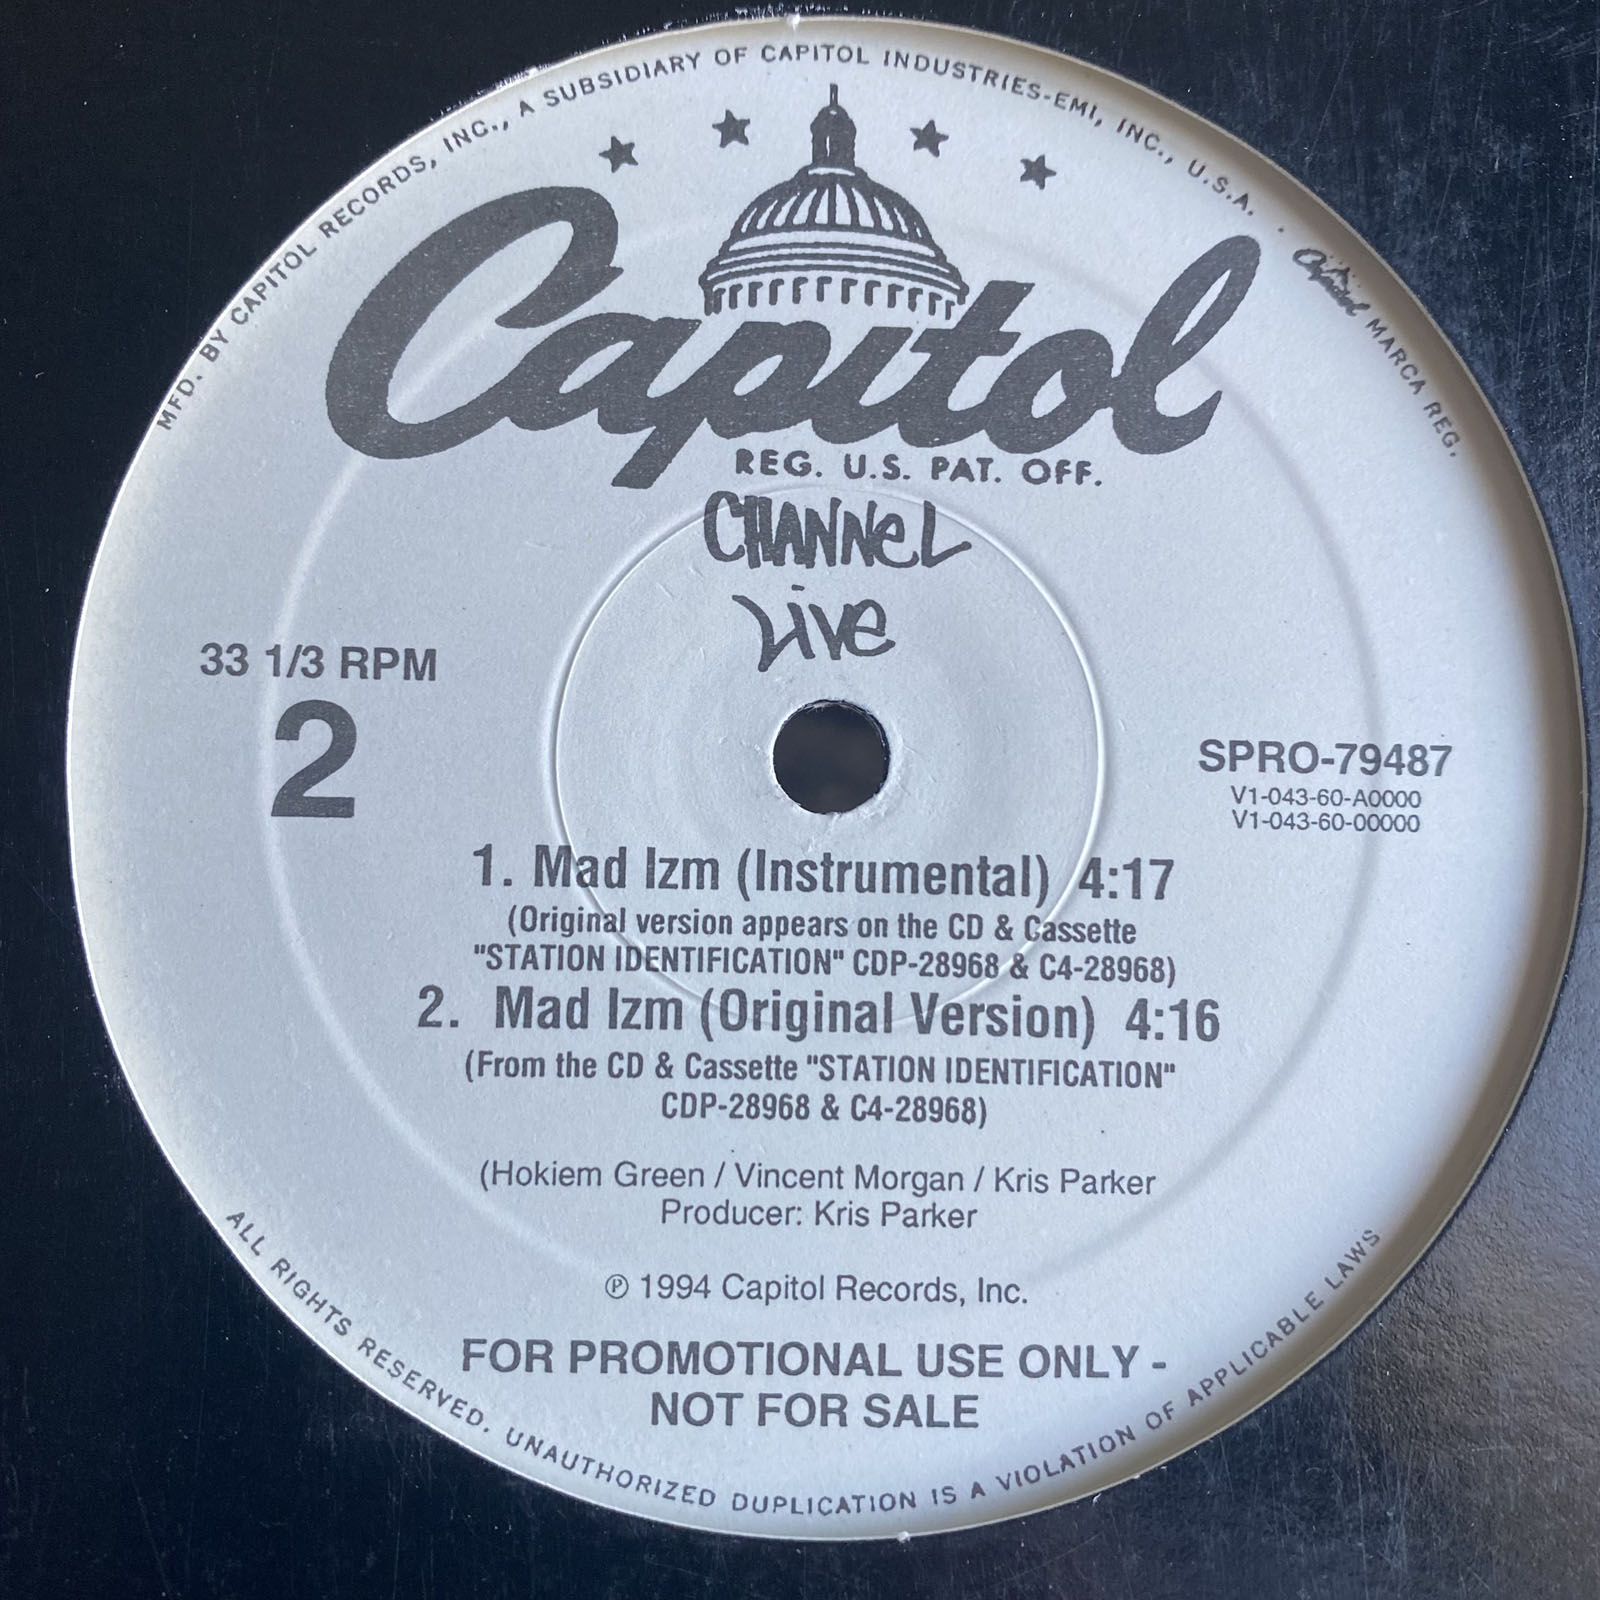 MFD. BY CAPITOL RECORDS, INC., A SUBSIDIARY OF CAPITOL INDUSTRIES-EMI, INC., U.S.A. . Capitol MARCA REG.
Capitol
REG. U.S. PAT. OFF.
CHANNeL
Live
33 1/3 RPM
2
SPRO-79487
V1-043-60-A0000
V1-043-60-00000
1. Mad Izm (Instrumental) 4:17
(Original version appears on the CD & Cassette
"STATION IDENTIFICATION" CDP-28968 & C4-28968)
2. Mad Izm (Original Version) 4:16
(From the CD & Cassette "STATION IDENTIFICATION"
CDP-28968 & C4-28968)
(Hokiem Green / Vincent Morgan / Kris Parker
Producer: Kris Parker
℗ 1994 Capitol Records, Inc.
FOR PROMOTIONAL USE ONLY -
NOT FOR SALE
ALL RIGHTS RESERVED. UNAUTHORIZED DUPLICATION IS A VIOLATION OF APPLICABLE LAWS